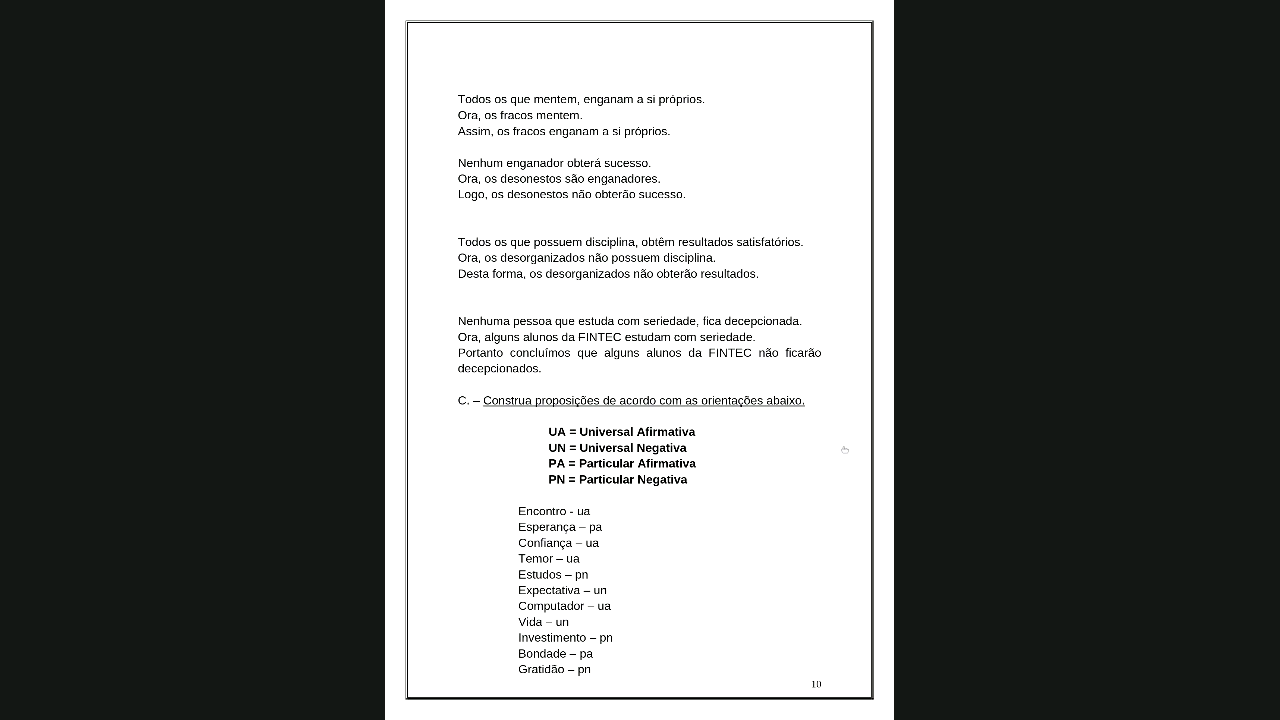 Todos os que mentem, enganam a si próprios.
Ora, os fracos mentem.
Assim, os fracos enganam a si próprios.
Nenhum enganador obterá sucesso.
Ora, os desonestos são enganadores.
Logo, os desonestos não obterão sucesso.
Todos os que possuem disciplina, obtêm resultados satisfatórios.
Ora, os desorganizados não possuem disciplina.
Desta forma, os desorganizados não obterão resultados.
Nenhuma pessoa que estuda com seriedade, fica decepcionada.
Ora, alguns alunos da FINTEC estudam com seriedade.
Portanto concluímos que alguns alunos da FINTEC não ficarão
decepcionados.
C. – Construa proposições de acordo com as orientações abaixo.
UA = Universal Afirmativa
UN = Universal Negativa
PA = Particular Afirmativa
PN = Particular Negativa
Encontro - ua
Esperança – pa
Confiança – ua
Temor – ua
Estudos – pn
Expectativa – un
Computador – ua
Vida – un
Investimento – pn
Bondade – pa
Gratidão – pn
10